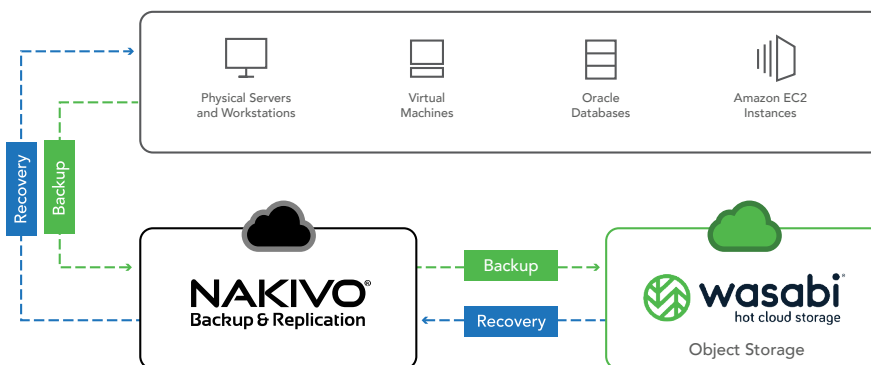 Physical Servers
and Workstations
Virtual
Machines
Oracle
Databases
Amazon EC2
Instances
Recovery
Backup
NAKIVO®
Backup & Replication
Backup
Recovery
wasabi
hot cloud storage
Object Storage